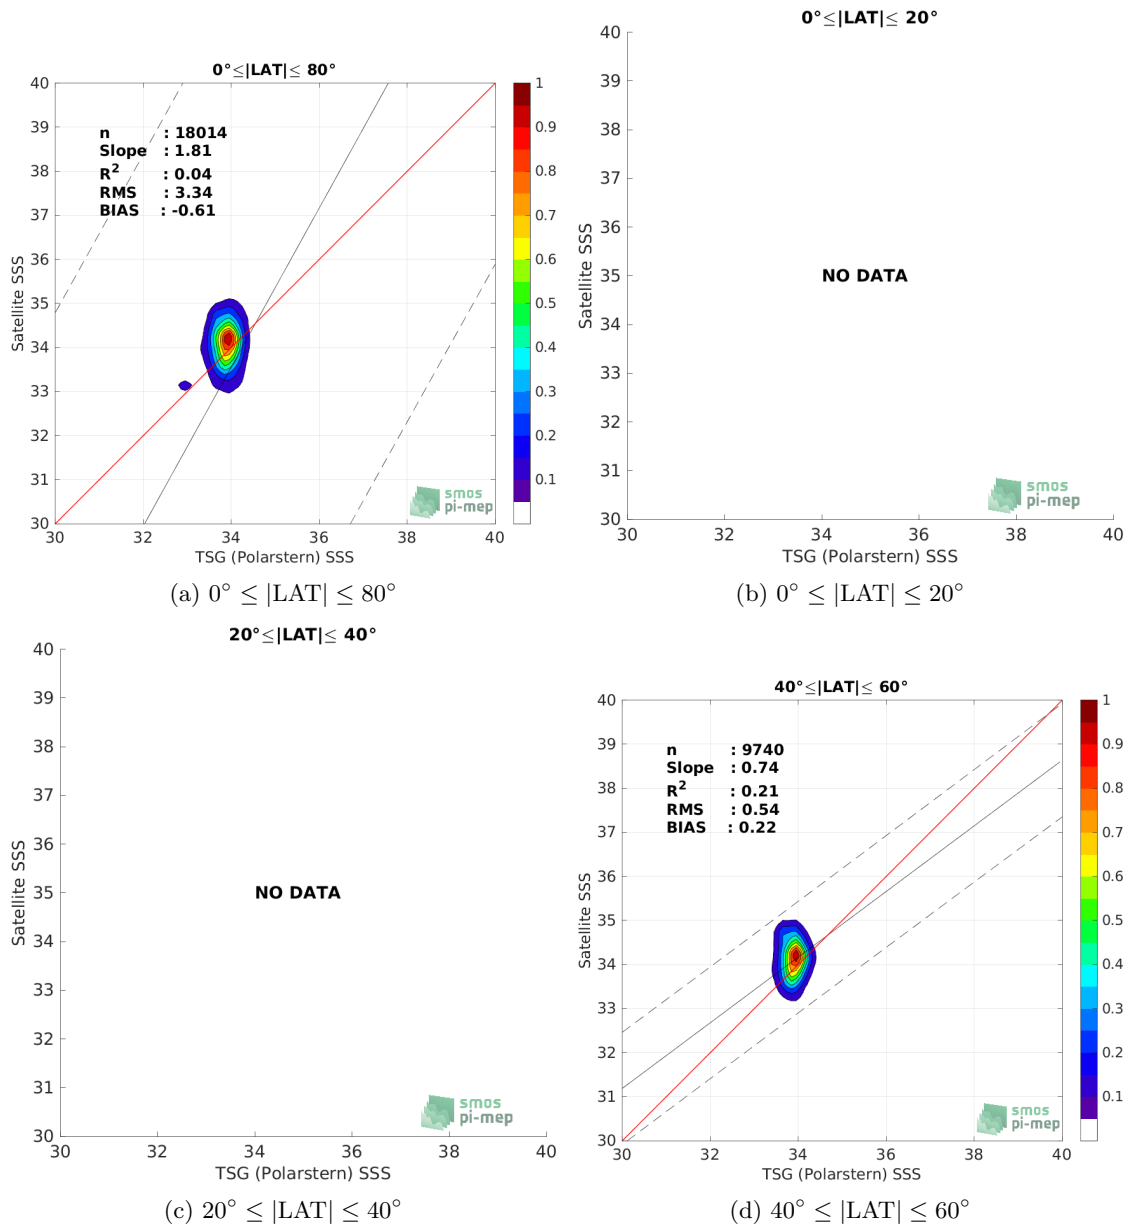 0°≤|LAT|≤ 80°
40
39
38
37
36
35
34
33
32
31
30
Satellite SSS
n : 18014
Slope : 1.81
R² : 0.04
RMS : 3.34
BIAS : -0.61
smos
pi-mep
30 32 34 36 38 40
TSG (Polarstern) SSS
1
0.9
0.8
0.7
0.6
0.5
0.4
0.3
0.2
0.1
(a) 0° ≤ |LAT| ≤ 80°
0°≤|LAT|≤ 20°
40
39
38
37
36
35
34
33
32
31
30
Satellite SSS
NO DATA
smos
pi-mep
30 32 34 36 38 40
TSG (Polarstern) SSS
(b) 0° ≤ |LAT| ≤ 20°
20°≤|LAT|≤ 40°
40
39
38
37
36
35
34
33
32
31
30
Satellite SSS
NO DATA
smos
pi-mep
30 32 34 36 38 40
TSG (Polarstern) SSS
(c) 20° ≤ |LAT| ≤ 40°
40°≤|LAT|≤ 60°
40
39
38
37
36
35
34
33
32
31
30
Satellite SSS
n : 9740
Slope : 0.74
R² : 0.21
RMS : 0.54
BIAS : 0.22
smos
pi-mep
30 32 34 36 38 40
TSG (Polarstern) SSS
1
0.9
0.8
0.7
0.6
0.5
0.4
0.3
0.2
0.1
(d) 40° ≤ |LAT| ≤ 60°